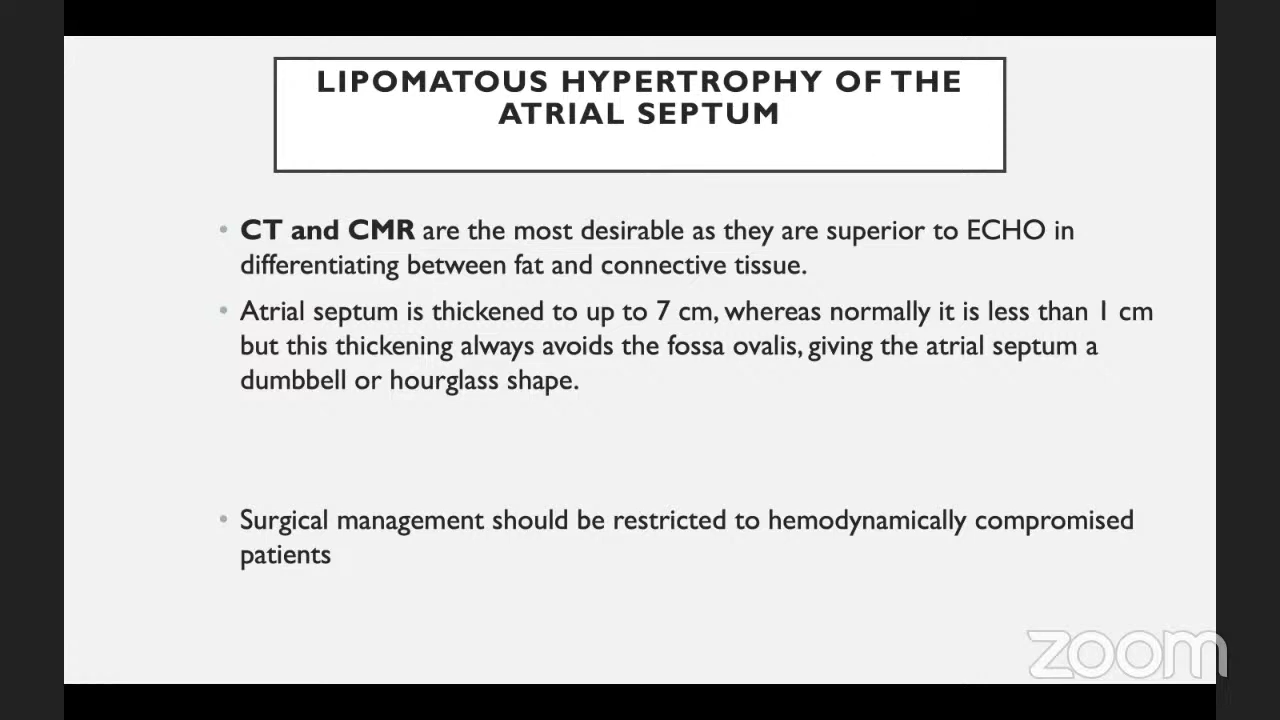 LIPOMATOUS HYPERTROPHY OF THE
ATRIAL SEPTUM
• CT and CMR are the most desirable as they are superior to ECHO in
differentiating between fat and connective tissue.
• Atrial septum is thickened to up to 7 cm, whereas normally it is less than 1 cm
but this thickening always avoids the fossa ovalis, giving the atrial septum a
dumbbell or hourglass shape.
• Surgical management should be restricted to hemodynamically compromised
patients
zoom